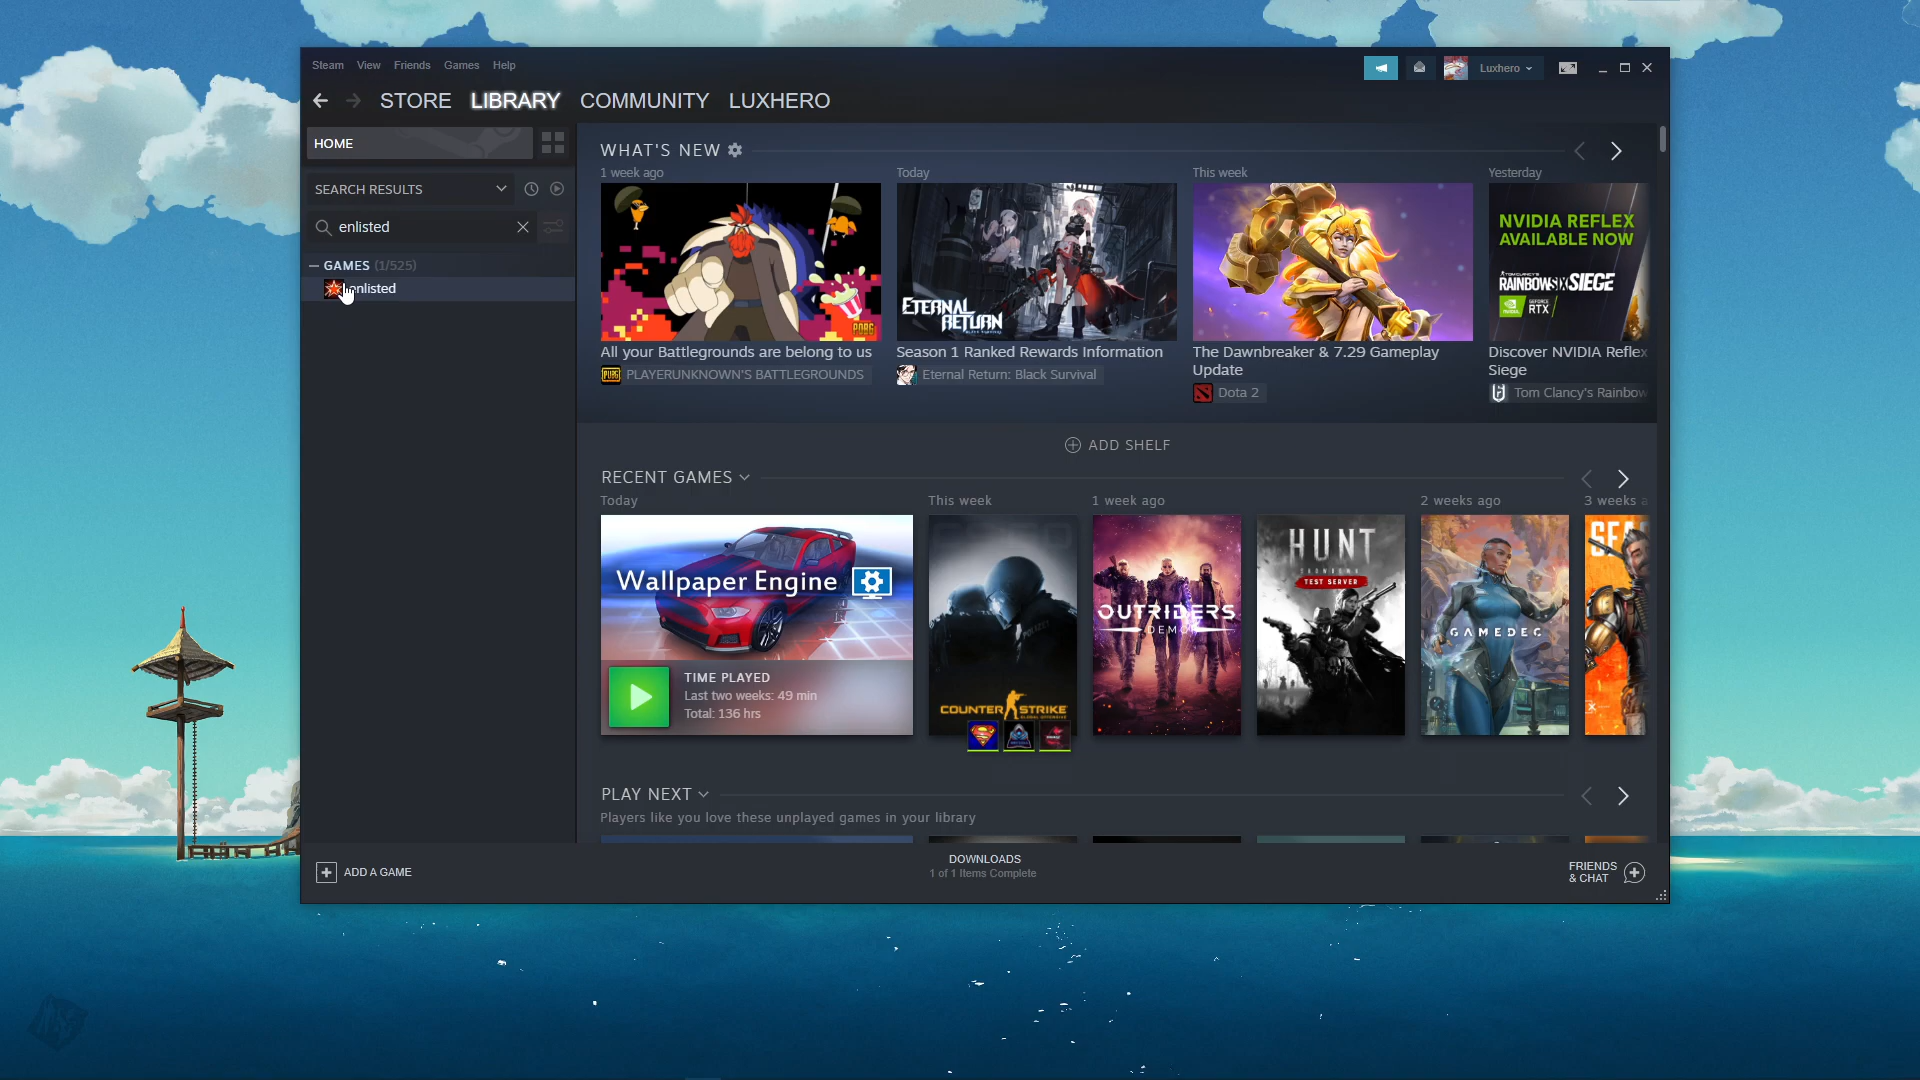 Steam View Friends Games Help
Luxhero
STORE LIBRARY COMMUNITY LUXHERO
HOME
SEARCH RESULTS
enlisted
GAMES (1/525)
enlisted
WHAT'S NEW
1 week ago
Today
This week
Yesterday
PUBG
ETERNAL RETURN
NVIDIA REFLEX
AVAILABLE NOW
TOM CLANCY'S
RAINBOW SIX SIEGE
NVIDIA GEFORCE RTX
All your Battlegrounds are belong to us
PLAYERUNKNOWN'S BATTLEGROUNDS
Season 1 Ranked Rewards Information
Eternal Return: Black Survival
The Dawnbreaker & 7.29 Gameplay
Update
Dota 2
Discover NVIDIA Reflex
Siege
Tom Clancy's Rainbow
ADD SHELF
RECENT GAMES
Today
This week
1 week ago
2 weeks ago
3 weeks a
Wallpaper Engine
TIME PLAYED
Last two weeks: 49 min
Total: 136 hrs
COUNTER STRIKE
GLOBAL OFFENSIVE
OUTRIDERS
DEMO
HUNT
SHOWDOWN
TEST SERVER
GAMEDEC
SEA
PLAY NEXT
Players like you love these unplayed games in your library
ADD A GAME
DOWNLOADS
1 of 1 Items Complete
FRIENDS
& CHAT